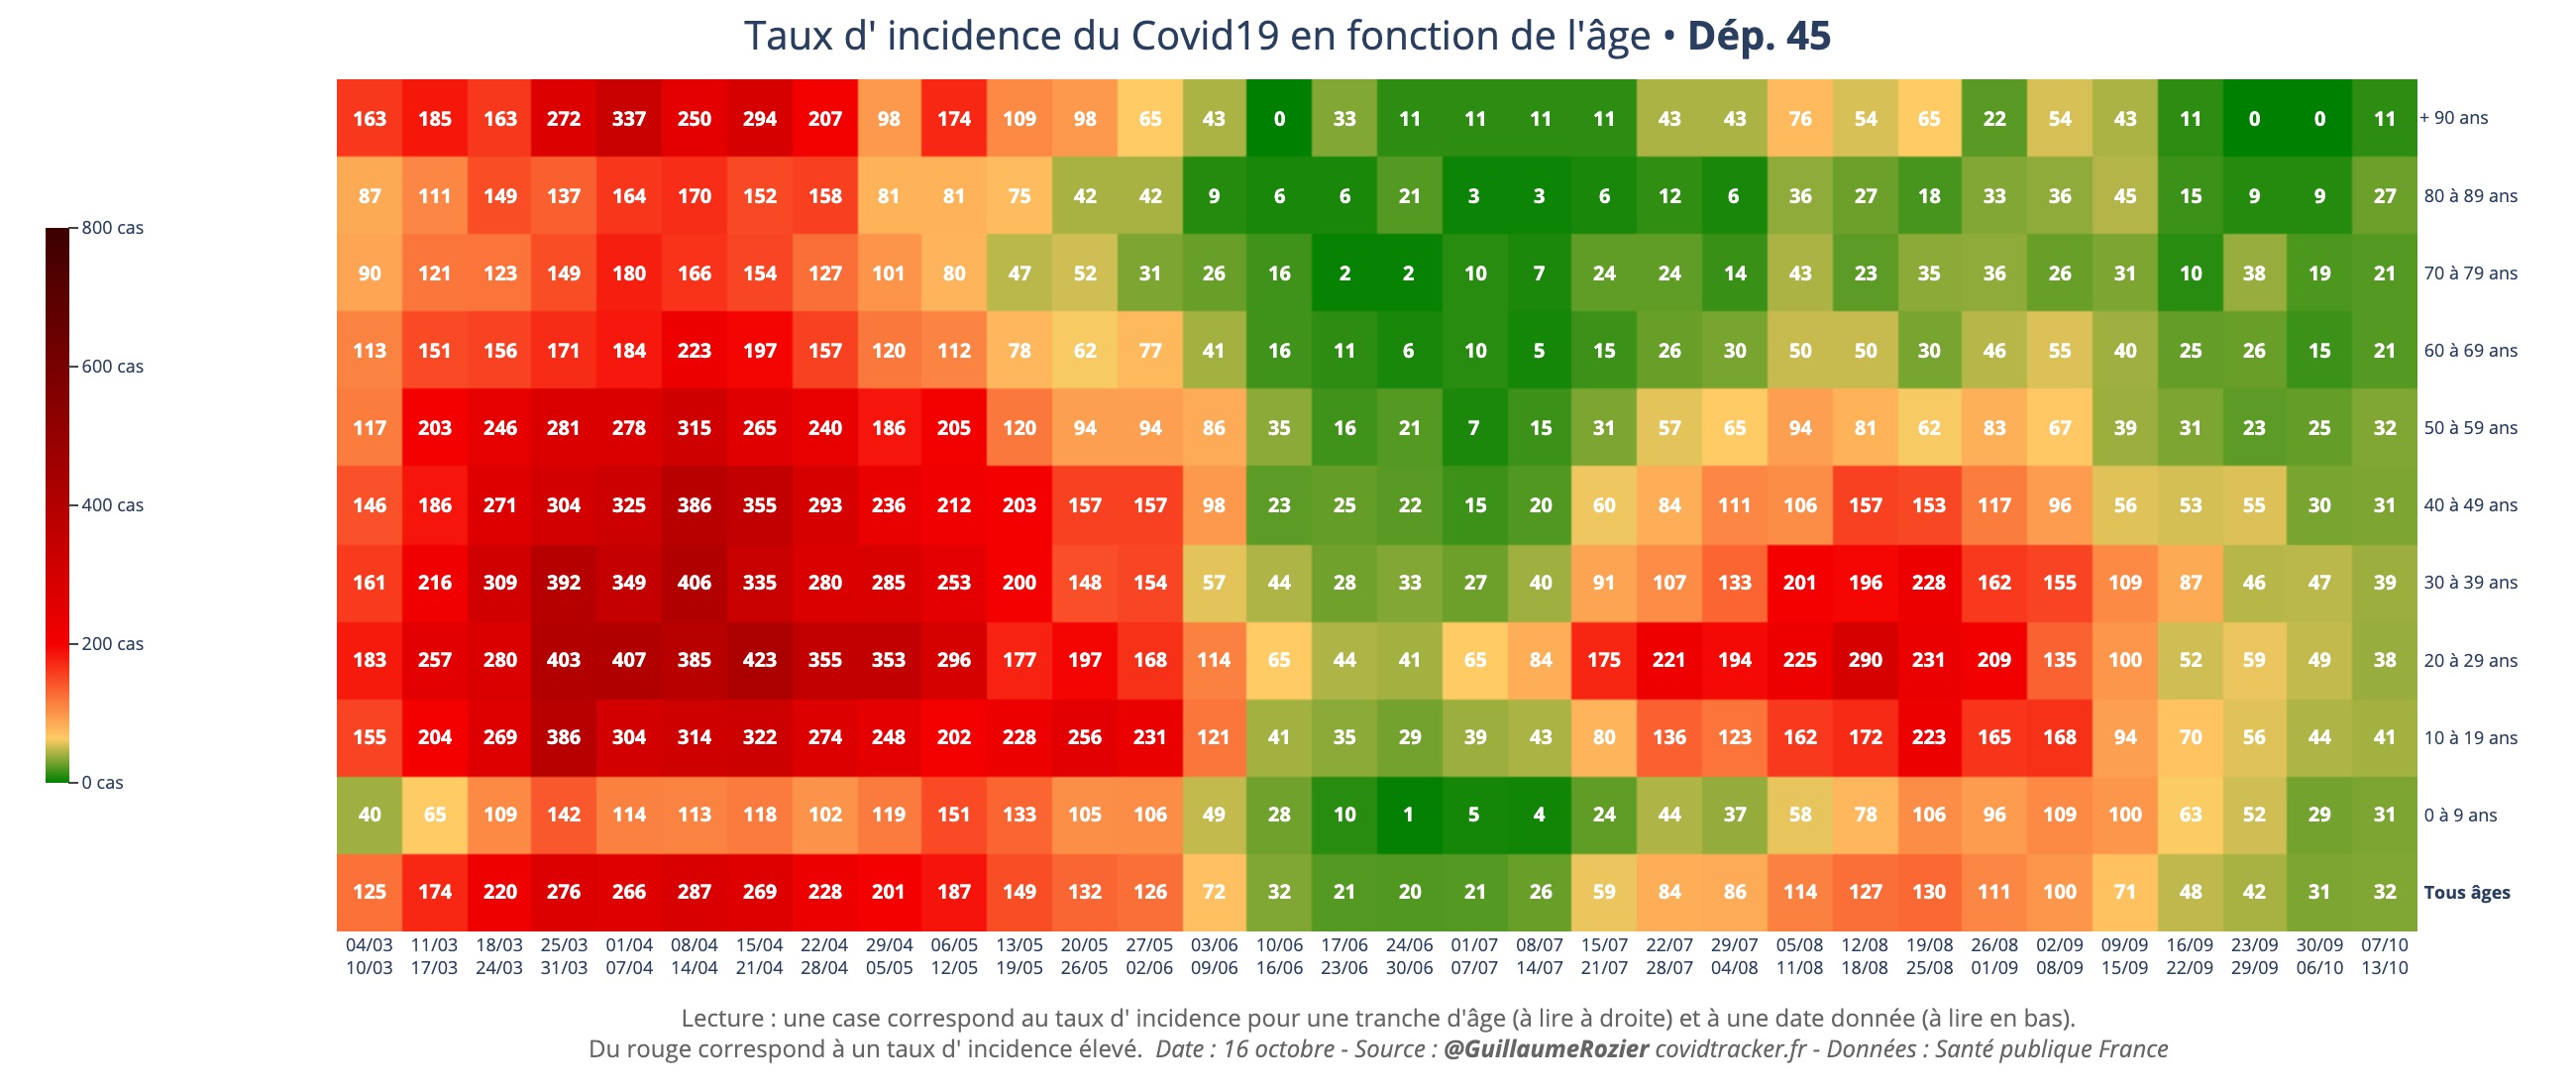 Taux d' incidence du Covid19 en fonction de l'âge • Dép. 45
163 185 163 272 337 250 294 207 98 174 109 98 65 43 0 33 11 11 11 11 43 43 76 54 65 22 54 43 11 0 0 11 + 90 ans
87 111 149 137 164 170 152 158 81 81 75 42 42 9 6 6 21 3 3 6 12 6 36 27 18 33 36 45 15 9 9 27 80 à 89 ans
90 121 123 149 180 166 154 127 101 80 47 52 31 26 16 2 2 10 7 24 24 14 43 23 35 36 26 31 10 38 19 21 70 à 79 ans
113 151 156 171 184 223 197 157 120 112 78 62 77 41 16 11 6 10 5 15 26 30 50 50 30 46 55 40 25 26 15 21 60 à 69 ans
117 203 246 281 278 315 265 240 186 205 120 94 94 86 35 16 21 7 15 31 57 65 94 81 62 83 67 39 31 23 25 32 50 à 59 ans
146 186 271 304 325 386 355 293 236 212 203 157 157 98 23 25 22 15 20 60 84 111 106 157 153 117 96 56 53 55 30 31 40 à 49 ans
161 216 309 392 349 406 335 280 285 253 200 148 154 57 44 28 33 27 40 91 107 133 201 196 228 162 155 109 87 46 47 39 30 à 39 ans
183 257 280 403 407 385 423 355 353 296 177 197 168 114 65 44 41 65 84 175 221 194 225 290 231 209 135 100 52 59 49 38 20 à 29 ans
155 204 269 386 304 314 322 274 248 202 228 256 231 121 41 35 29 39 43 80 136 123 162 172 223 165 168 94 70 56 44 41 10 à 19 ans
40 65 109 142 114 113 118 102 119 151 133 105 106 49 28 10 1 5 4 24 44 37 58 78 106 96 109 100 63 52 29 31 0 à 9 ans
125 174 220 276 266 287 269 228 201 187 149 132 126 72 32 21 20 21 26 59 84 86 114 127 130 111 100 71 48 42 31 32 Tous âges
04/03 11/03 18/03 25/03 01/04 08/04 15/04 22/04 29/04 06/05 13/05 20/05 27/05 03/06 10/06 17/06 24/06 01/07 08/07 15/07 22/07 29/07 05/08 12/08 19/08 26/08 02/09 09/09 16/09 23/09 30/09 07/10
10/03 17/03 24/03 31/03 07/04 14/04 21/04 28/04 05/05 12/05 19/05 26/05 02/06 09/06 16/06 23/06 30/06 07/07 14/07 21/07 28/07 04/08 11/08 18/08 25/08 01/09 08/09 15/09 22/09 29/09 06/10 13/10
800 cas
600 cas
400 cas
200 cas
0 cas
Lecture : une case correspond au taux d' incidence pour une tranche d'âge (à lire à droite) et à une date donnée (à lire en bas).
Du rouge correspond à un taux d' incidence élevé. Date : 16 octobre - Source : @GuillaumeRozier covidtracker.fr - Données : Santé publique France